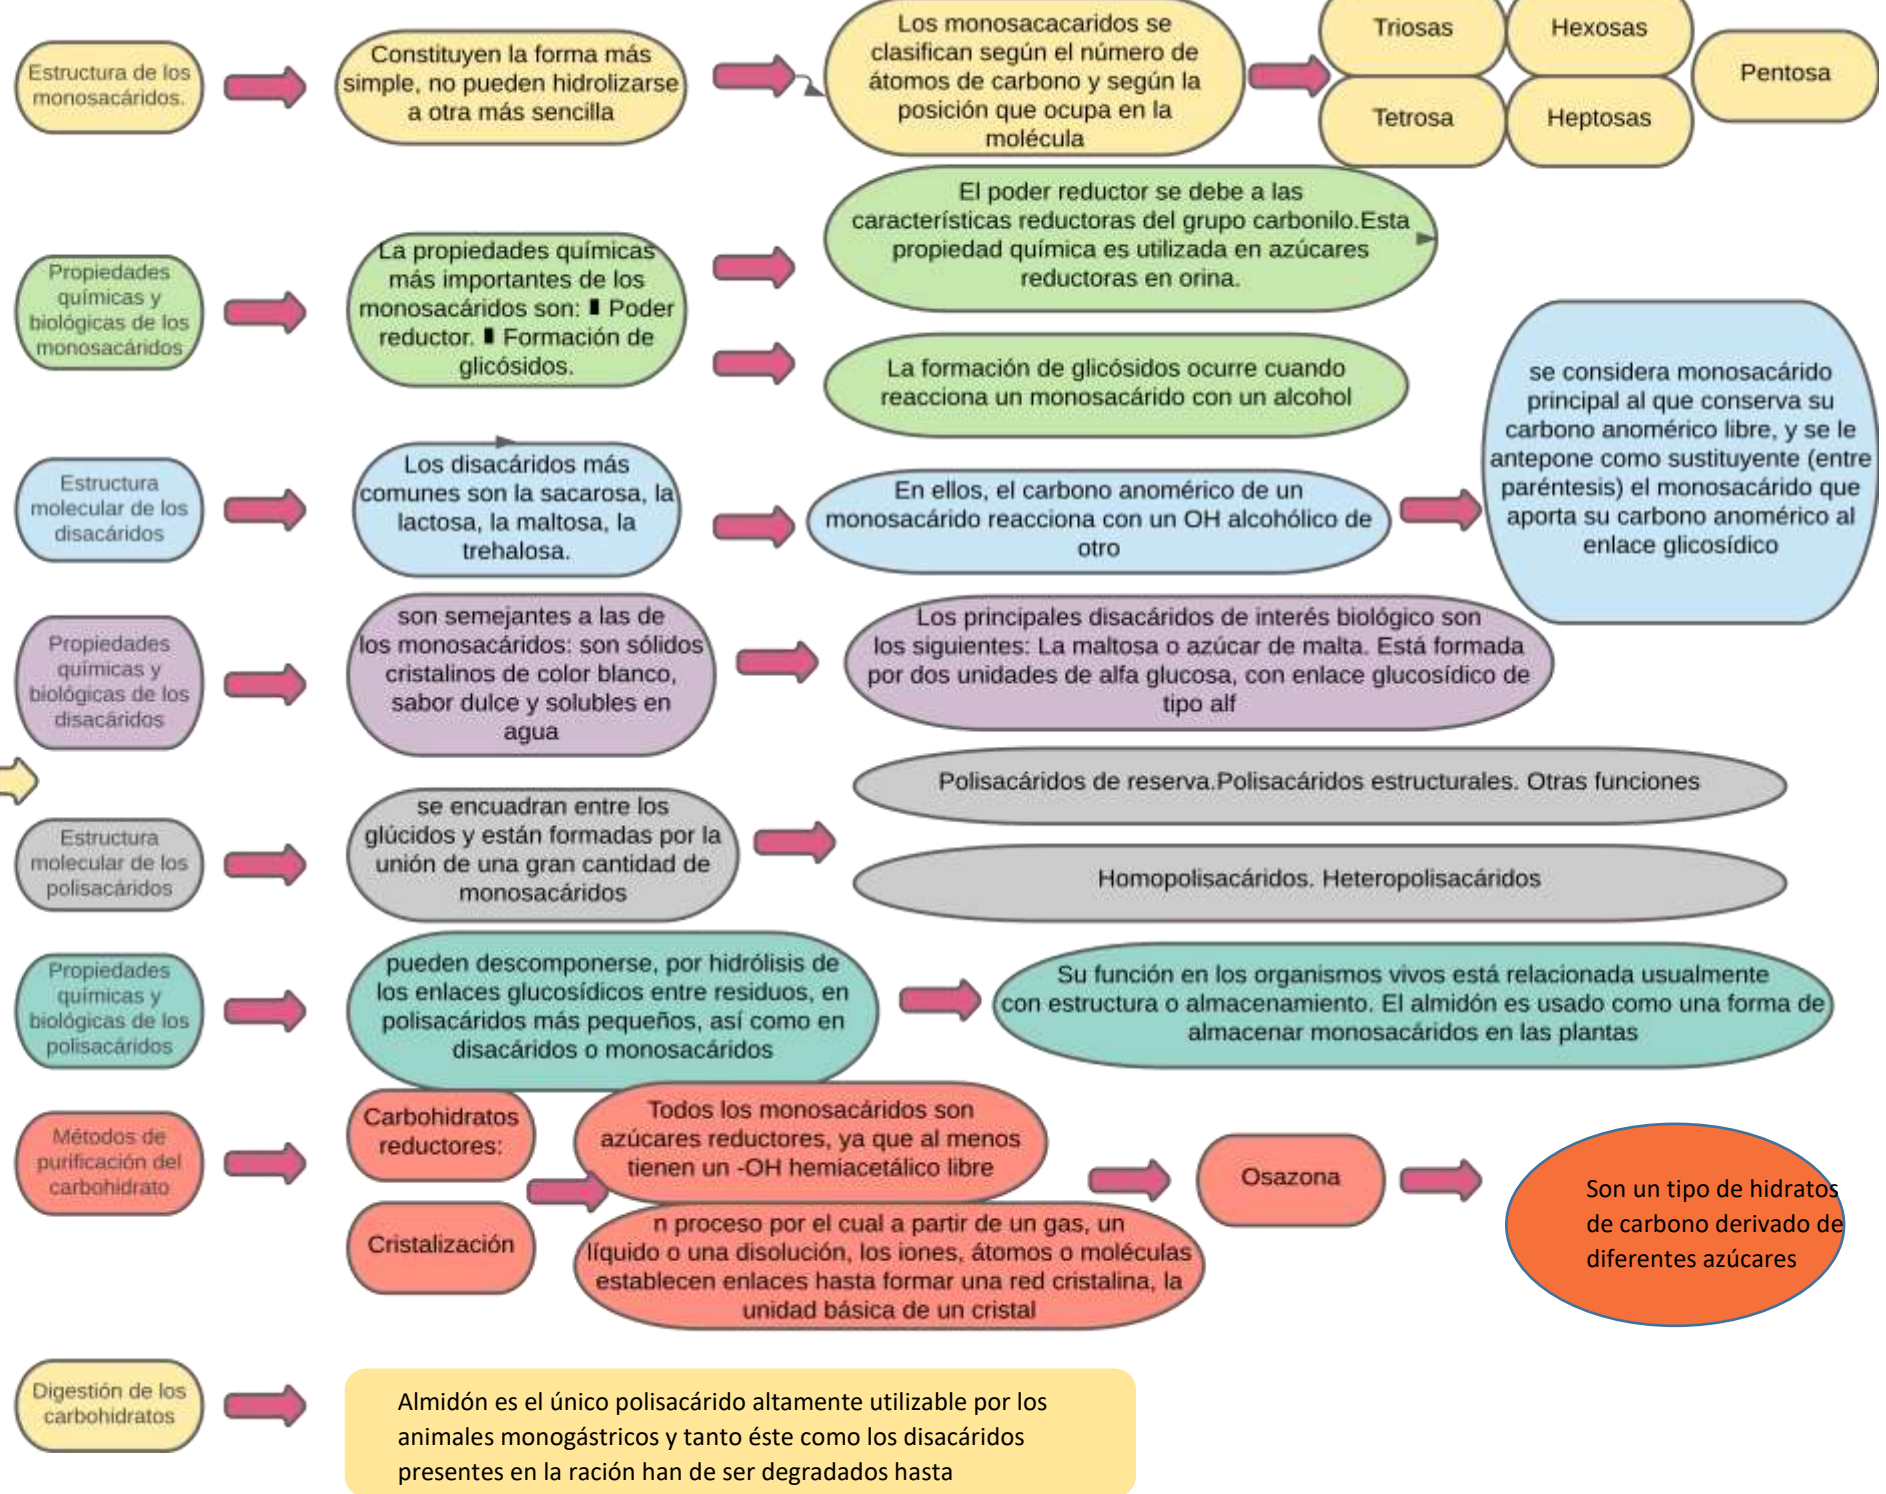 Estructura de los
monosacáridos.
Constituyen la forma más
simple, no pueden hidrolizarse
a otra más sencilla
Los monosacacaridos se
clasifican según el número de
átomos de carbono y según la
posición que ocupa en la
molécula
Triosas
Hexosas
Pentosa
Tetrosa
Heptosas
Propiedades
químicas y
biológicas de los
monosacáridos
La propiedades químicas
más importantes de los
monosacáridos son: ▮ Poder
reductor. ▮ Formación de
glicósidos.
El poder reductor se debe a las
características reductoras del grupo carbonilo.Esta
propiedad química es utilizada en azúcares
reductoras en orina.
La formación de glicósidos ocurre cuando
reacciona un monosacárido con un alcohol
Estructura
molecular de los
disacáridos
Los disacáridos más
comunes son la sacarosa, la
lactosa, la maltosa, la
trehalosa.
En ellos, el carbono anomérico de un
monosacárido reacciona con un OH alcohólico de
otro
se considera monosacárido
principal al que conserva su
carbono anomérico libre, y se le
antepone como sustituyente (entre
paréntesis) el monosacárido que
aporta su carbono anomérico al
enlace glicosídico
Propiedades
químicas y
biológicas de los
disacáridos
son semejantes a las de
los monosacáridos: son sólidos
cristalinos de color blanco,
sabor dulce y solubles en
agua
Los principales disacáridos de interés biológico son
los siguientes: La maltosa o azúcar de malta. Está formada
por dos unidades de alfa glucosa, con enlace glucosídico de
tipo alf
Estructura
molecular de los
polisacáridos
se encuadran entre los
glúcidos y están formadas por la
unión de una gran cantidad de
monosacáridos
Polisacáridos de reserva.Polisacáridos estructurales. Otras funciones
Homopolisacáridos. Heteropolisacáridos
Propiedades
químicas y
biológicas de los
polisacáridos
pueden descomponerse, por hidrólisis de
los enlaces glucosídicos entre residuos, en
polisacáridos más pequeños, así como en
disacáridos o monosacáridos
Su función en los organismos vivos está relacionada usualmente
con estructura o almacenamiento. El almidón es usado como una forma de
almacenar monosacáridos en las plantas
Métodos de
purificación del
carbohidrato
Carbohidratos
reductores:
Todos los monosacáridos son
azúcares reductores, ya que al menos
tienen un -OH hemiacetálico libre
Cristalización
n proceso por el cual a partir de un gas, un
líquido o una disolución, los iones, átomos o moléculas
establecen enlaces hasta formar una red cristalina, la
unidad básica de un cristal
Osazona
Son un tipo de hidratos
de carbono derivado de
diferentes azúcares
Digestión de los
carbohidratos
Almidón es el único polisacárido altamente utilizable por los
animales monogástricos y tanto éste como los disacáridos
presentes en la ración han de ser degradados hasta